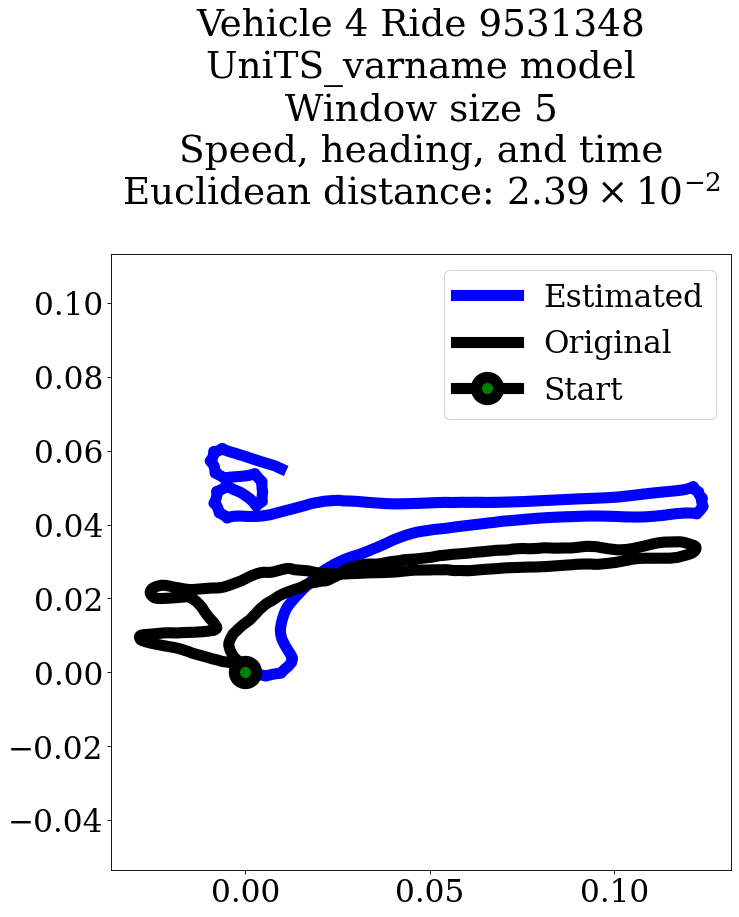 Vehicle 4 Ride 9531348
UniTS_varname model
Window size 5
Speed, heading, and time
Euclidean distance: 2.39 × 10⁻²
Estimated
Original
Start
0.10
0.08
0.06
0.04
0.02
0.00
−0.02
−0.04
0.00 0.05 0.10